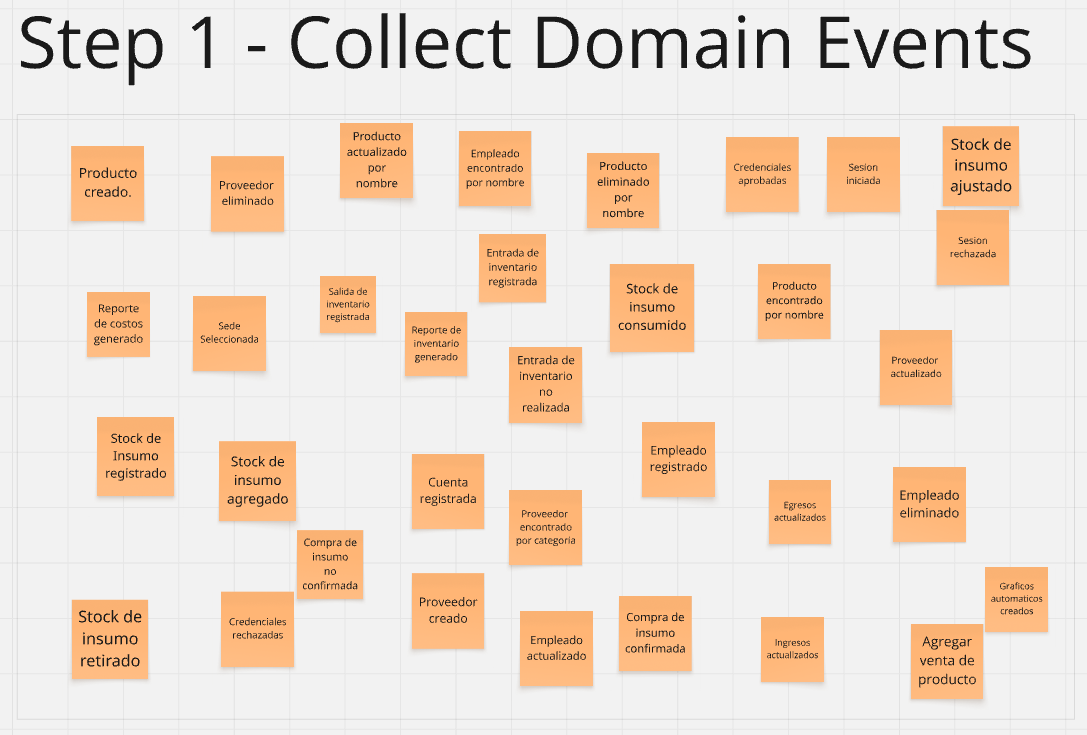 Step 1 - Collect Domain Events
Producto
creado.
Proveedor
eliminado
Producto
actualizado
por
nombre
Empleado
encontrado
por nombre
Producto
eliminado
por
nombre
Credenciales
aprobadas
Sesion
iniciada
Stock de
insumo
ajustado
Sesion
rechazada
Reporte
de costos
generado
Sede
Seleccionada
Salida de
inventario
registrada
Reporte de
inventario
generado
Entrada de
inventario
registrada
Entrada de
inventario
no
realizada
Stock de
insumo
consumido
Producto
encontrado
por nombre
Proveedor
actualizado
Stock de
Insumo
registrado
Stock de
insumo
agregado
Compra de
insumo
no
confirmada
Cuenta
registrada
Proveedor
encontrado
por categoría
Empleado
registrado
Egresos
actualizados
Empleado
eliminado
Stock de
insumo
retirado
Credenciales
rechazadas
Proveedor
creado
Empleado
actualizado
Compra de
insumo
confirmada
Ingresos
actualizados
Graficos
automaticos
creados
Agregar
venta de
producto